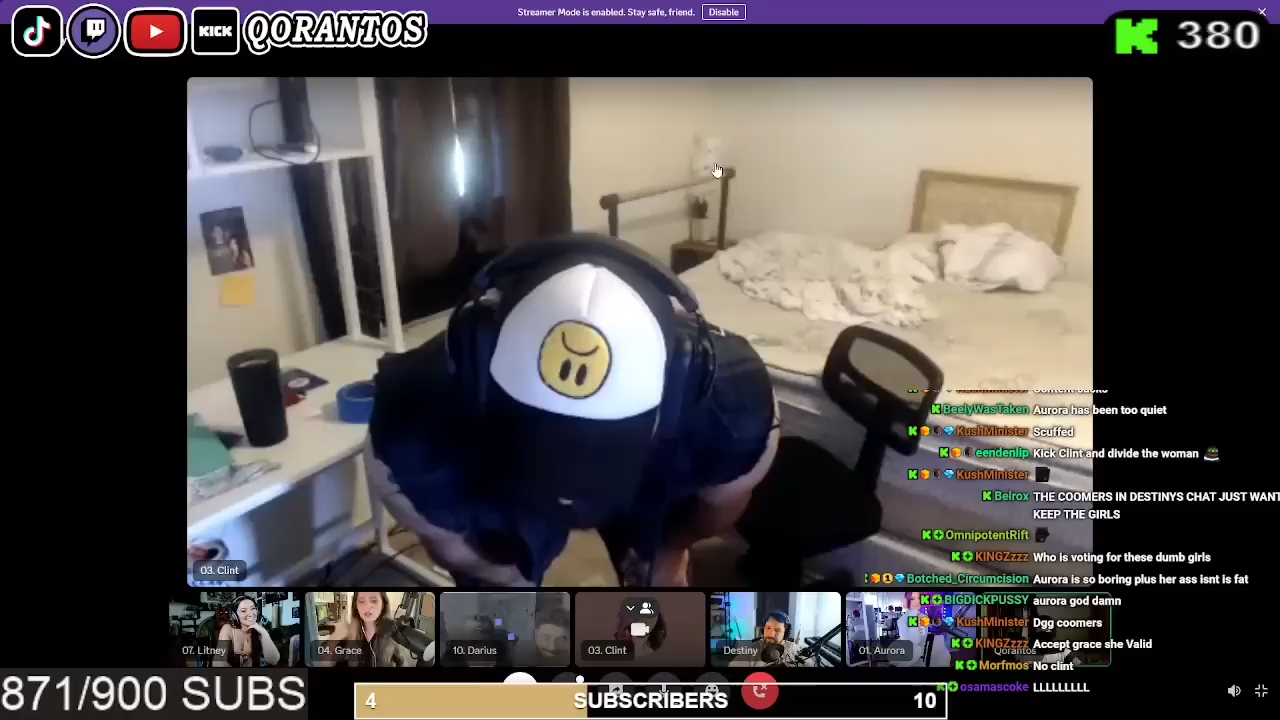 Streamer Mode is enabled. Stay safe, friend. Disable
KICK QORANTOS
380
BeelyWasTaken Aurora has been too quiet
KushMinister Scuffed
eendenlip Kick Clint and divide the woman
KushMinister
Belrox THE COOMERS IN DESTINYS CHAT JUST WANT
KEEP THE GIRLS
OmnipotentRift
KINGZzzz Who is voting for these dumb girls
Botched_Circumcision Aurora is so boring plus her ass isnt is fat
BIGDICKPUSSY aurora god damn
KushMinister Dgg coomers
KINGZzzz Accept grace she Valid
Morfmos No clint
osamascoke LLLLLLLLL
03. Clint
07. Litney
04. Grace
10. Darius
03. Clint
Destiny
01. Aurora
Qorantos
871/900 SUBS
4 SUBSCRIBERS 10